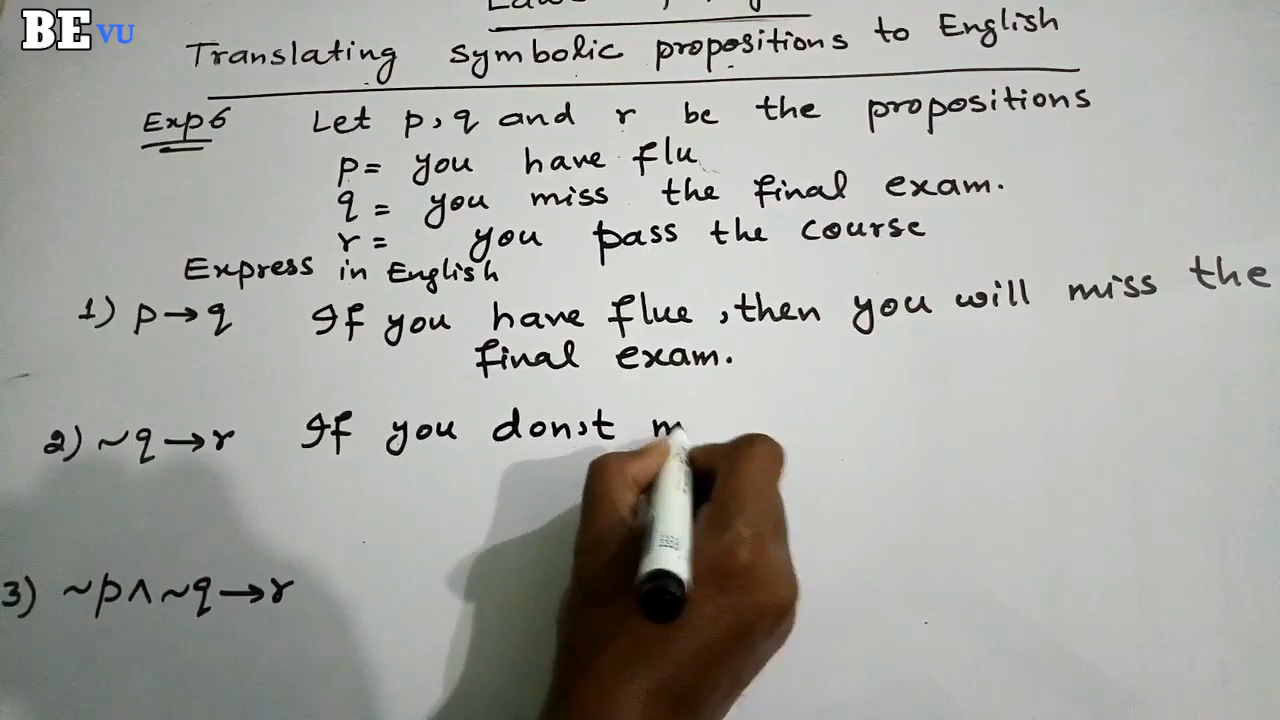 BE VU
Translating symbolic propositions to English
Exp6 Let p, q and r be the propositions
p = you have flu
q = you miss the final exam.
r = you pass the course
Express in English
1) p→q If you have flue, then you will miss the
final exam.
2) ~q→r If you don't m
3) ~p∧~q→r